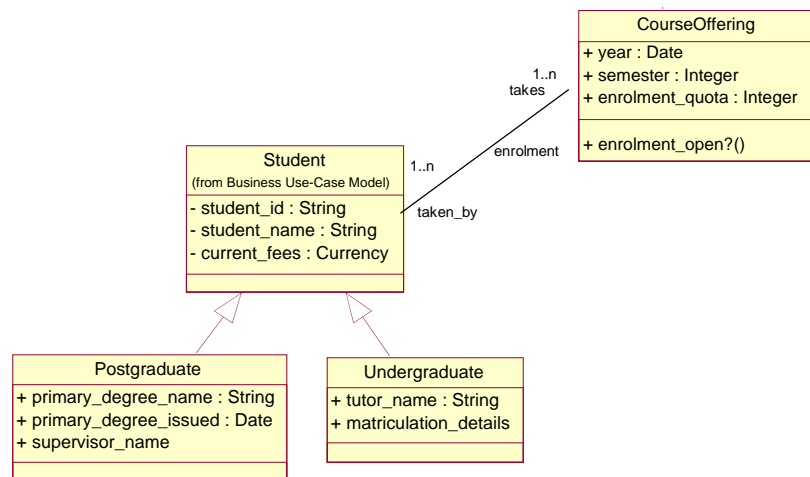 CourseOffering
+ year : Date
+ semester : Integer
+ enrolment_quota : Integer
+ enrolment_open?()
1..n
takes
enrolment
1..n
taken_by
Student
(from Business Use-Case Model)
- student_id : String
- student_name : String
- current_fees : Currency
Postgraduate
+ primary_degree_name : String
+ primary_degree_issued : Date
+ supervisor_name
Undergraduate
+ tutor_name : String
+ matriculation_details